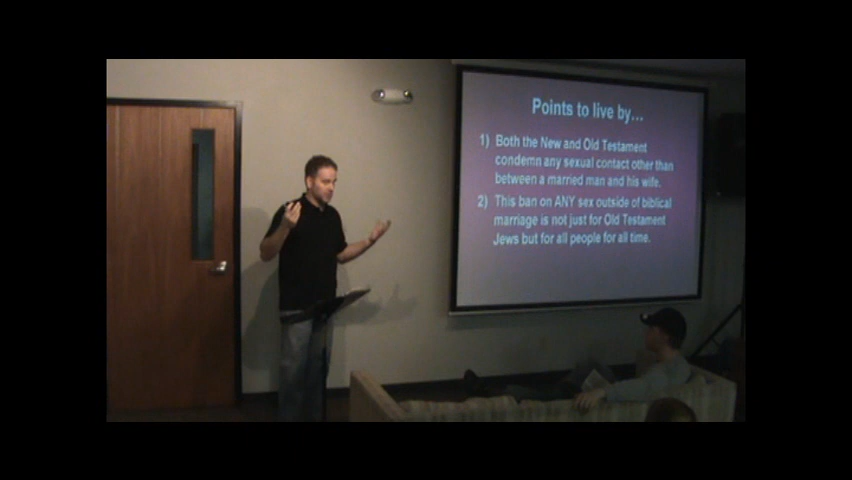 Points to live by...
1) Both the New and Old Testament
condemn any sexual contact other than
between a married man and his wife.
2) This ban on ANY sex outside of biblical
marriage is not just for Old Testament
Jews but for all people for all time.